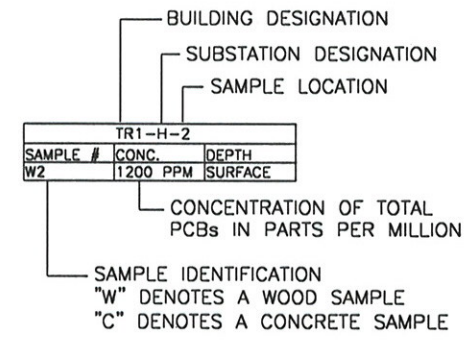 BUILDING DESIGNATION
SUBSTATION DESIGNATION
SAMPLE LOCATION
TR1-H-2
SAMPLE # CONC. DEPTH
W2 1200 PPM SURFACE
CONCENTRATION OF TOTAL
PCBs IN PARTS PER MILLION
SAMPLE IDENTIFICATION
"W" DENOTES A WOOD SAMPLE
"C" DENOTES A CONCRETE SAMPLE